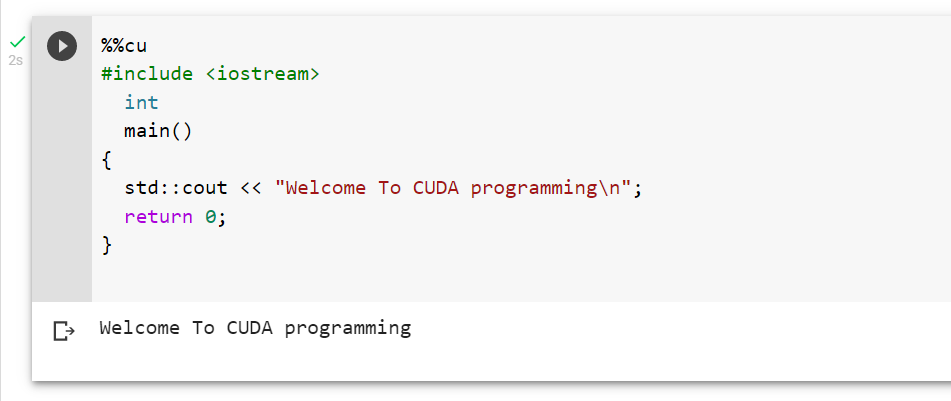 2s
%%cu
#include <iostream>
int
main()
{
std::cout << "Welcome To CUDA programming\n";
return 0;
}
Welcome To CUDA programming